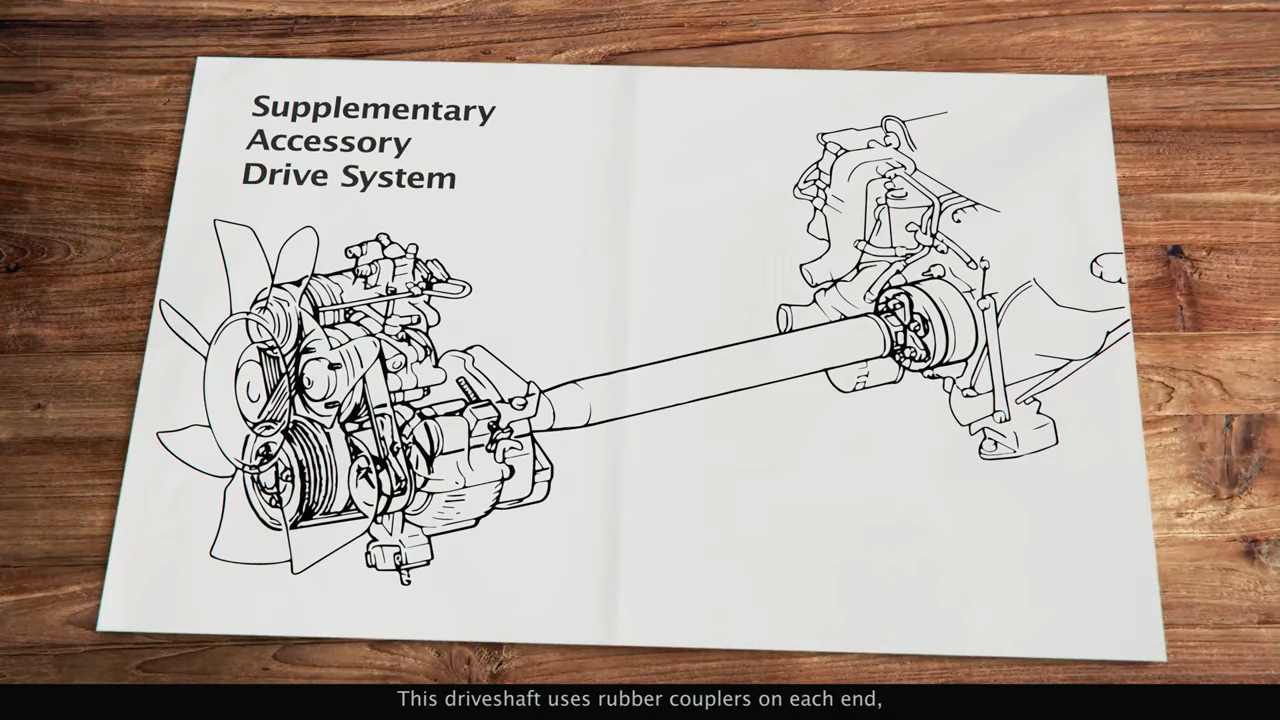 Supplementary
Accessory
Drive System
This driveshaft uses rubber couplers on each end,